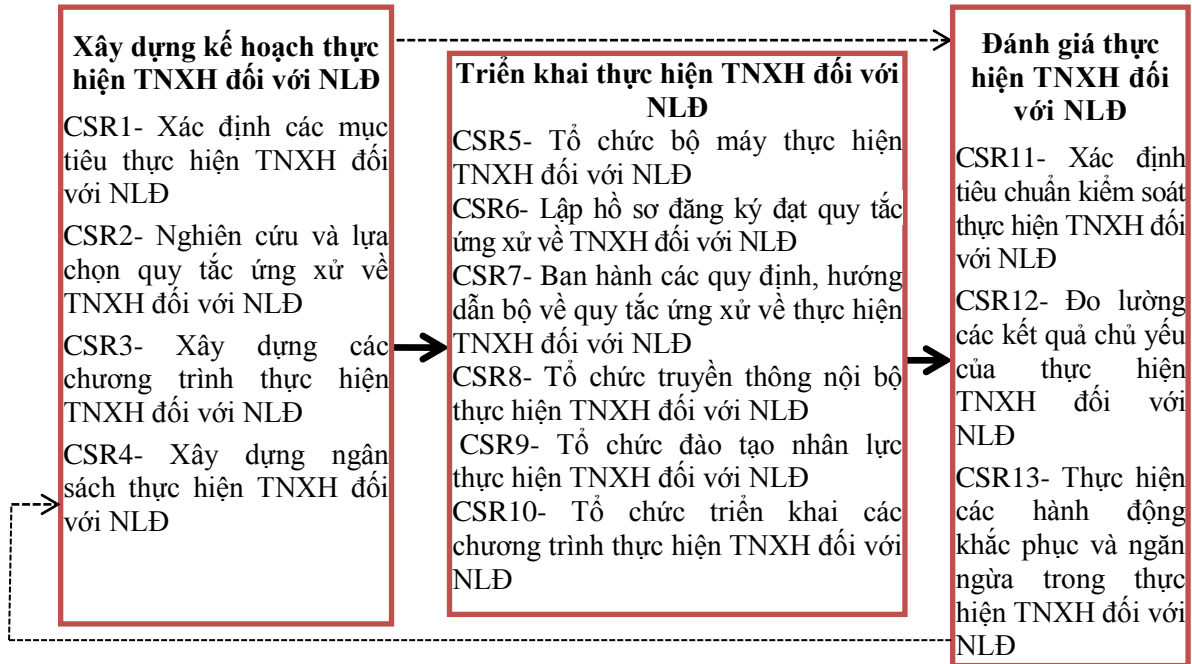 Xây dựng kế hoạch thực
hiện TNXH đối với NLĐ
CSR1- Xác định các mục
tiêu thực hiện TNXH đối
với NLĐ
CSR2- Nghiên cứu và lựa
chọn quy tắc ứng xử về
TNXH đối với NLĐ
CSR3- Xây dựng các
chương trình thực hiện
TNXH đối với NLĐ
CSR4- Xây dựng ngân
sách thực hiện TNXH đối
với NLĐ
Triển khai thực hiện TNXH đối với
NLĐ
CSR5- Tổ chức bộ máy thực hiện
TNXH đối với NLĐ
CSR6- Lập hồ sơ đăng ký đạt quy tắc
ứng xử về TNXH đối với NLĐ
CSR7- Ban hành các quy định, hướng
dẫn bộ về quy tắc ứng xử về thực hiện
TNXH đối với NLĐ
CSR8- Tổ chức truyền thông nội bộ
thực hiện TNXH đối với NLĐ
CSR9- Tổ chức đào tạo nhân lực
thực hiện TNXH đối với NLĐ
CSR10- Tổ chức triển khai các
chương trình thực hiện TNXH đối với
NLĐ
Đánh giá thực
hiện TNXH đối
với NLĐ
CSR11- Xác định
tiêu chuẩn kiểm soát
thực hiện TNXH đối
với NLĐ
CSR12- Đo lường
các kết quả chủ yếu
của thực hiện
TNXH đối với
NLĐ
CSR13- Thực hiện
các hành động
khắc phục và ngăn
ngừa trong thực
hiện TNXH đối với
NLĐ